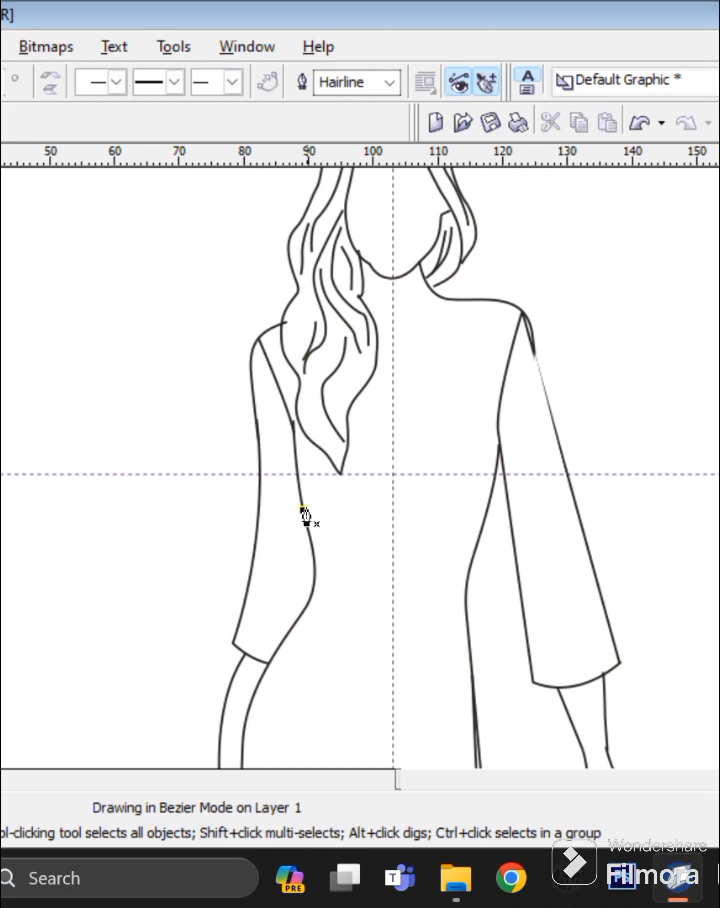 R]
Bitmaps Text Tools Window Help
Hairline
A
Default Graphic *
50 60 70 80 90 100 110 120 130 140 150
Drawing in Bezier Mode on Layer 1
ol-clicking tool selects all objects; Shift+click multi-selects; Alt+click digs; Ctrl+click selects in a group
Wondershare
Filmora
Search
PRE
T
Ps